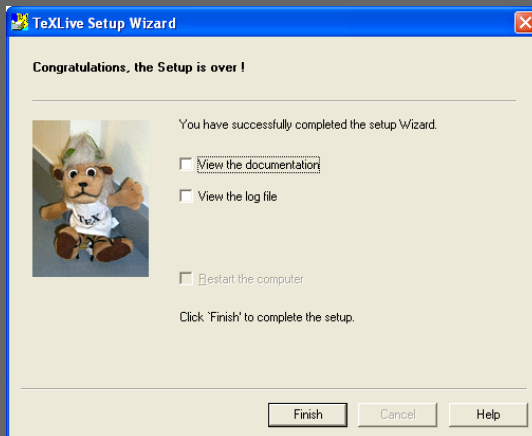 TeXLive Setup Wizard
Congratulations, the Setup is over !
You have successfully completed the setup Wizard.
View the documentation
View the log file
TEX
Restart the computer
Click `Finish' to complete the setup.
Finish
Cancel
Help